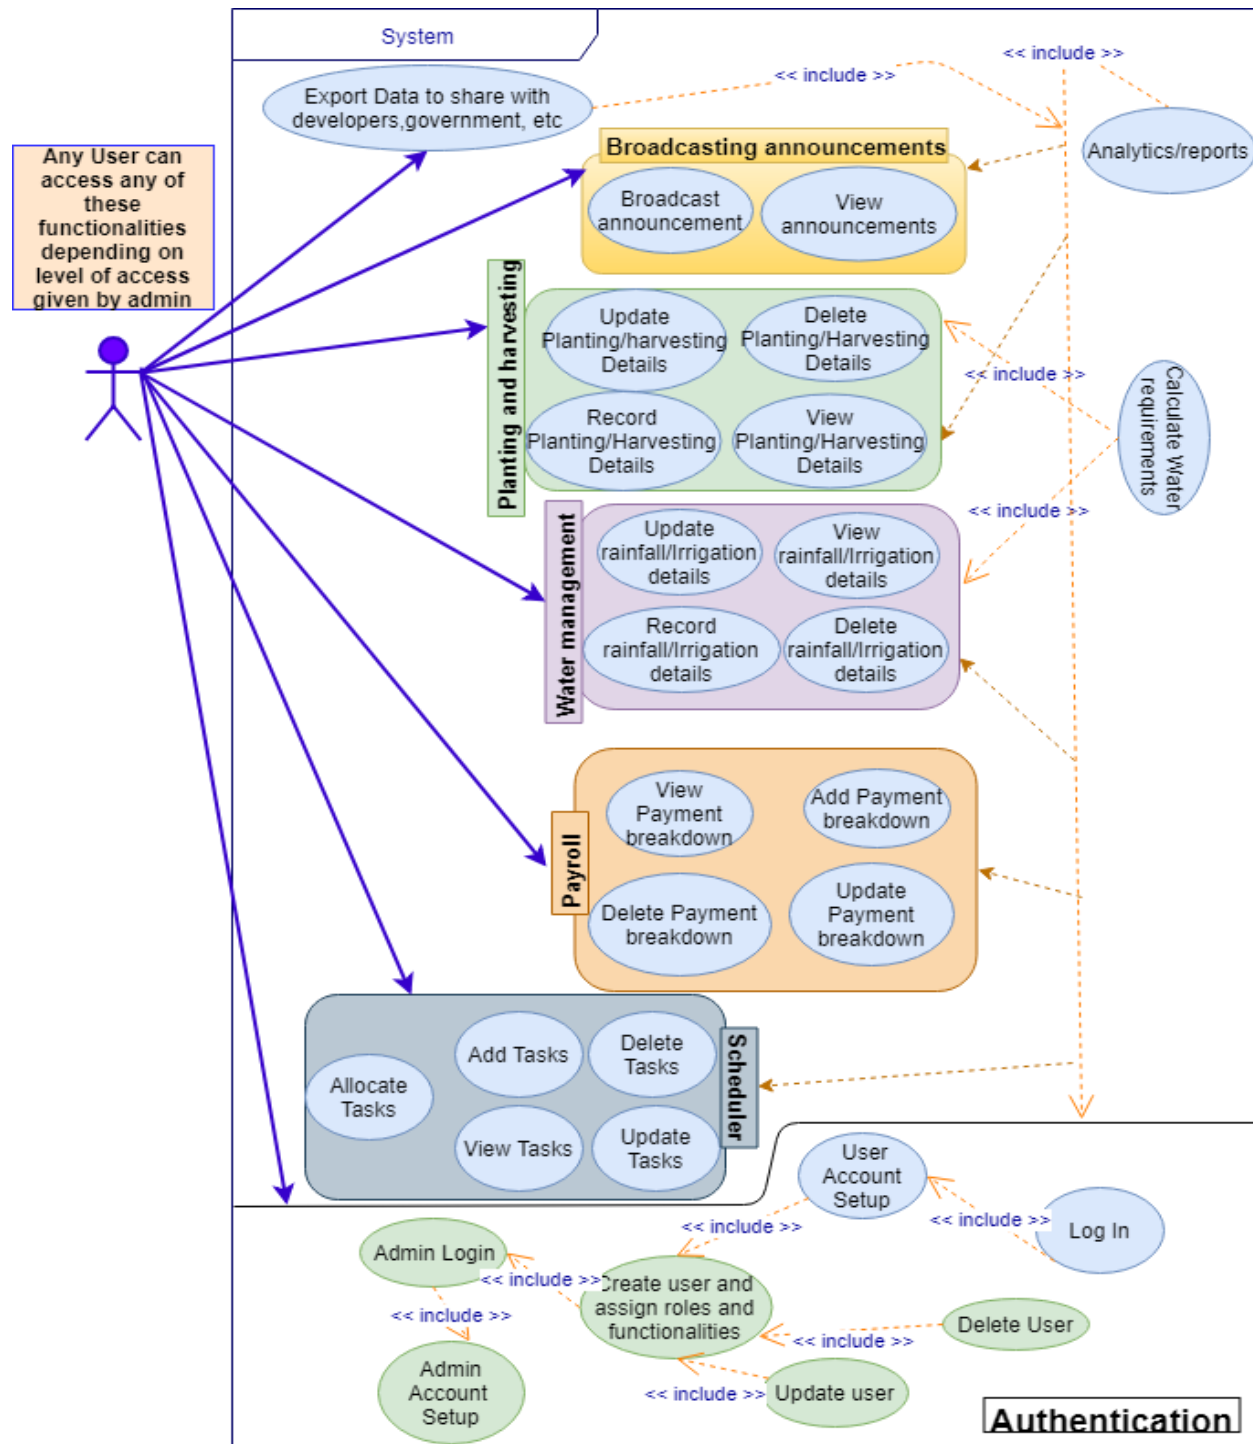 System
<< include >>
<< include >>
Export Data to share with
developers,government, etc
Analytics/reports
Any User can
access any of
these
functionalities
depending on
level of access
given by admin
Broadcasting announcements
Broadcast
announcement
View
announcements
Planting and harvesting
Update
Planting/harvesting
Details
Delete
Planting/Harvesting
Details
Record
Planting/Harvesting
Details
View
Planting/Harvesting
Details
<< include >>
Calculate Water
requirements
<< include >>
Water management
Update
rainfall/Irrigation
details
View
rainfall/Irrigation
details
Record
rainfall/Irrigation
details
Delete
rainfall/Irrigation
details
Payroll
View
Payment
breakdown
Add Payment
breakdown
Delete Payment
breakdown
Update
Payment
breakdown
Scheduler
Allocate
Tasks
Add Tasks
Delete
Tasks
View Tasks
Update
Tasks
User
Account
Setup
<< include >>
<< include >>
Log In
Admin Login
<< include >>
Create user and
assign roles and
functionalities
<< include >>
Admin
Account
Setup
<< include >>
Delete User
<< include >>
Update user
Authentication